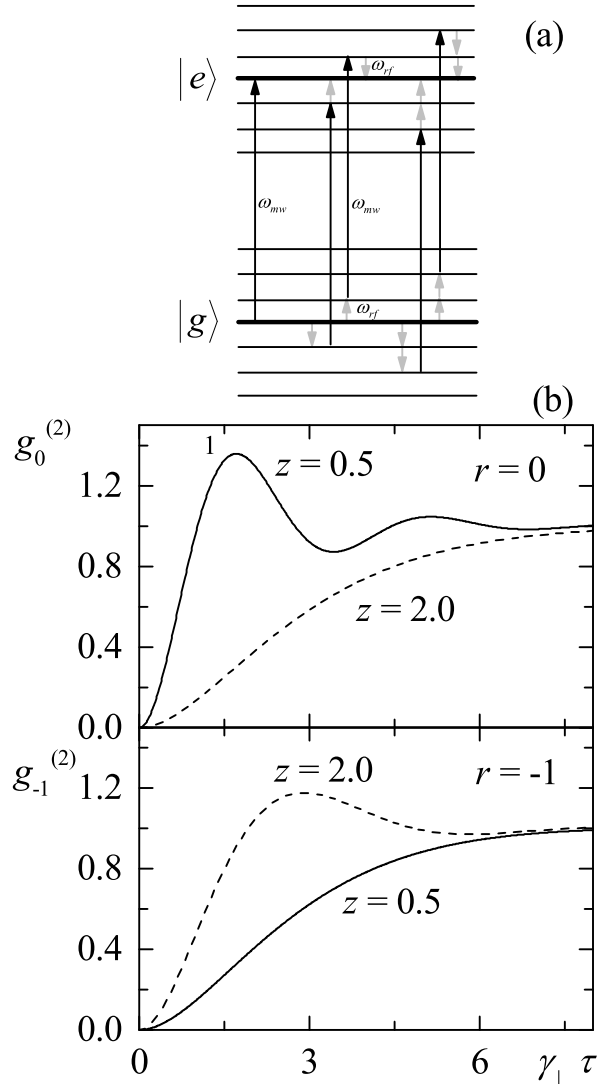 (a)
|e⟩
ω_rf
ω_mw
ω_mw
|g⟩
ω_rf
(b)
g_0^(2)
1
z = 0.5
r = 0
1.2
0.8
z = 2.0
0.4
0.0
g_-1^(2)
z = 2.0
r = -1
1.2
0.8
z = 0.5
0.4
0.0
0 3 6 γ_⊥ τ